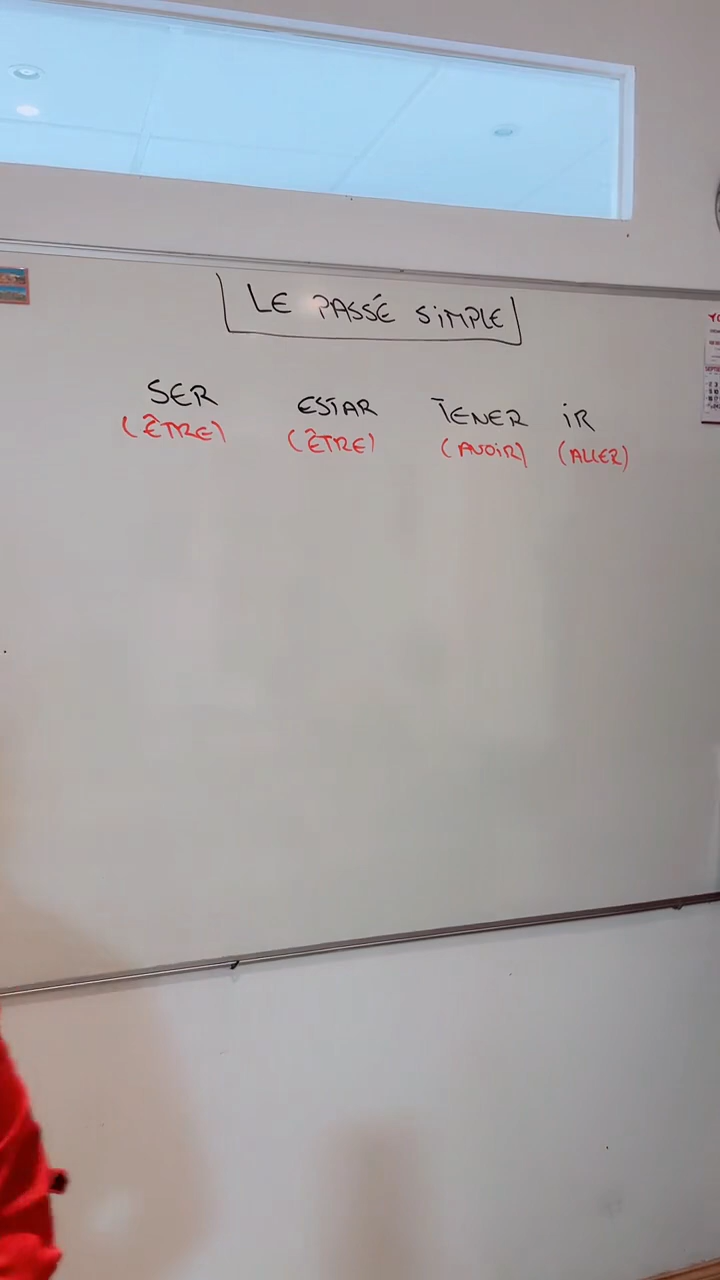 LE PASSÉ SIMPLE
SER ESTAR TENER IR
(ÊTRE) (ÊTRE) (AVOIR) (ALLER)